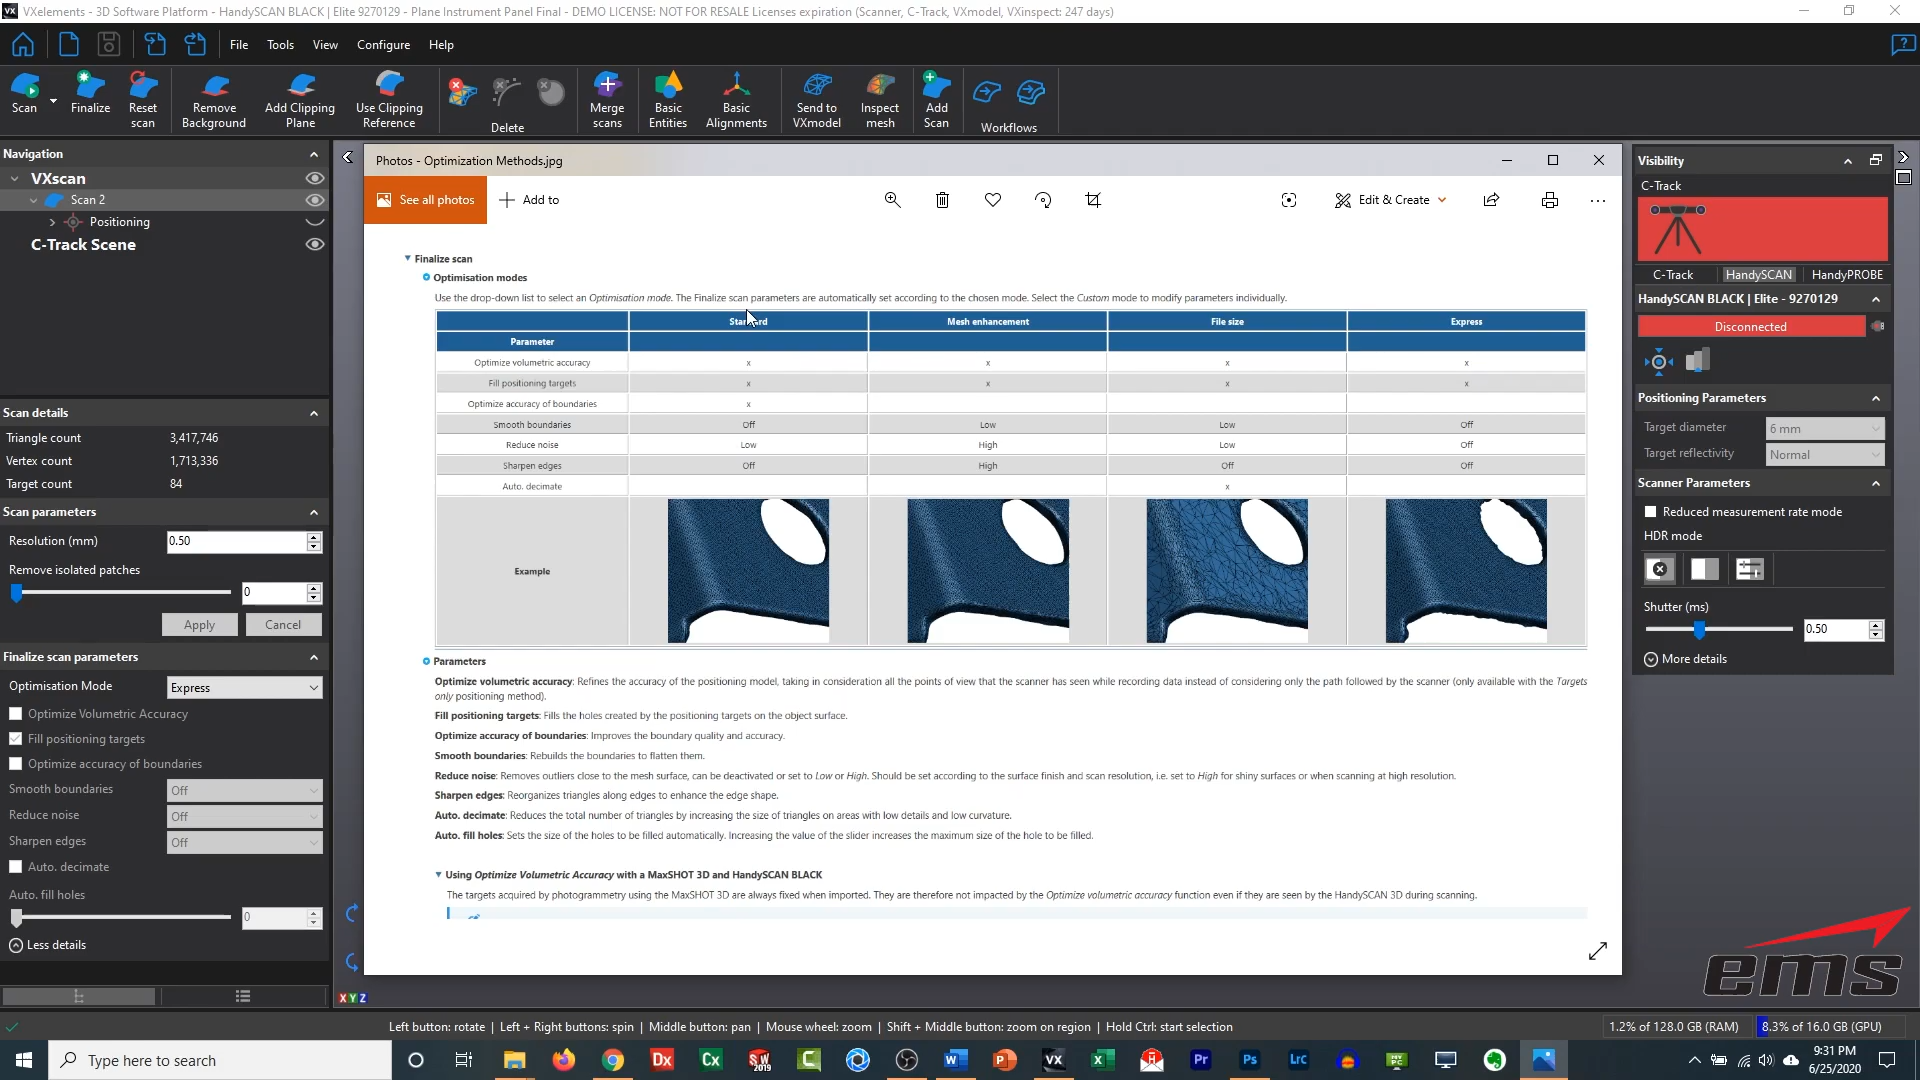 VXelements - 3D Software Platform - HandySCAN BLACK | Elite 9270129 - Plane Instrument Panel Final - DEMO LICENSE: NOT FOR RESALE Licenses expiration (Scanner, C-Track, VXmodel, VXinspect: 247 days)
File Tools View Configure Help
Scan
Finalize
Reset scan
Remove Background
Add Clipping Plane
Use Clipping Reference
Delete
Merge scans
Basic Entities
Basic Alignments
Send to VXmodel
Inspect mesh
Add Scan
Workflows
Navigation
VXscan
Scan 2
Positioning
C-Track Scene
Scan details
Triangle count 3,417,746
Vertex count 1,713,336
Target count 84
Scan parameters
Resolution (mm) 0.50
Remove isolated patches
0
Apply Cancel
Finalize scan parameters
Optimisation Mode Express
Optimize Volumetric Accuracy
Fill positioning targets
Optimize accuracy of boundaries
Smooth boundaries Off
Reduce noise Off
Sharpen edges Off
Auto. decimate
Auto. fill holes
0
Less details
Photos - Optimization Methods.jpg
See all photos
Add to
Edit & Create
Finalize scan
Optimisation modes
Use the drop-down list to select an Optimisation mode. The Finalize scan parameters are automatically set according to the chosen mode. Select the Custom mode to modify parameters individually.
Standard Mesh enhancement File size Express
Parameter
Optimize volumetric accuracy x x x x
Fill positioning targets x x x x
Optimize accuracy of boundaries x
Smooth boundaries Off Low Low Off
Reduce noise Low High Low Off
Sharpen edges Off High Off Off
Auto. decimate x
Example
Parameters
Optimize volumetric accuracy: Refines the accuracy of the positioning model, taking in consideration all the points of view that the scanner has seen while recording data instead of considering only the path followed by the scanner (only available with the Targets
only positioning method).
Fill positioning targets: Fills the holes created by the positioning targets on the object surface.
Optimize accuracy of boundaries: Improves the boundary quality and accuracy.
Smooth boundaries: Rebuilds the boundaries to flatten them.
Reduce noise: Removes outliers close to the mesh surface, can be deactivated or set to Low or High. Should be set according to the surface finish and scan resolution, i.e. set to High for shiny surfaces or when scanning at high resolution.
Sharpen edges: Reorganizes triangles along edges to enhance the edge shape.
Auto. decimate: Reduces the total number of triangles by increasing the size of triangles on areas with low details and low curvature.
Auto. fill holes: Sets the size of the holes to be filled automatically. Increasing the value of the slider increases the maximum size of the hole to be filled.
Using Optimize Volumetric Accuracy with a MaxSHOT 3D and HandySCAN BLACK
The targets acquired by photogrammetry using the MaxSHOT 3D are always fixed when imported. They are therefore not impacted by the Optimize volumetric accuracy function even if they are seen by the HandySCAN 3D during scanning.
Visibility
C-Track
C-Track HandySCAN HandyPROBE
HandySCAN BLACK | Elite - 9270129
Disconnected
Positioning Parameters
Target diameter 6 mm
Target reflectivity Normal
Scanner Parameters
Reduced measurement rate mode
HDR mode
Shutter (ms)
0.50
More details
ems
XYZ
Left button: rotate | Left + Right buttons: spin | Middle button: pan | Mouse wheel: zoom | Shift + Middle button: zoom on region | Hold Ctrl: start selection
1.2% of 128.0 GB (RAM) 8.3% of 16.0 GB (GPU)
Type here to search
Dx Cx SW 2019 C W P VX X Pr Ps Lrc
9:31 PM
6/25/2020